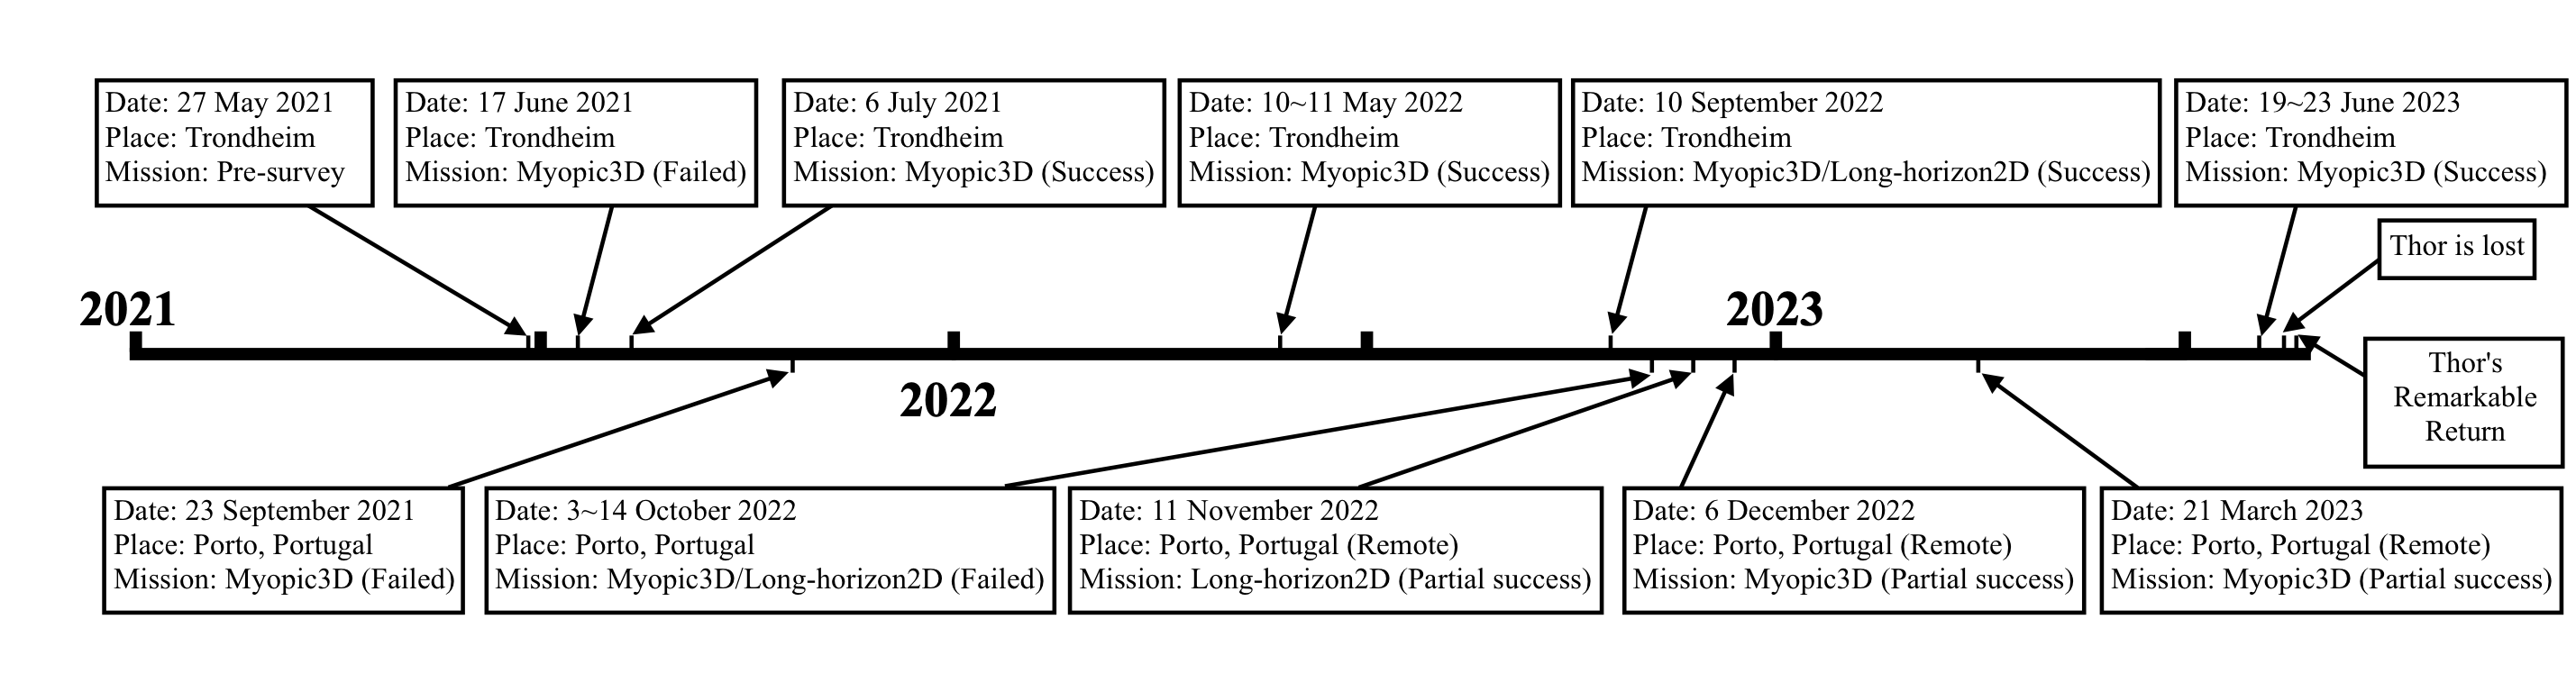 Date: 27 May 2021
Place: Trondheim
Mission: Pre-survey
Date: 17 June 2021
Place: Trondheim
Mission: Myopic3D (Failed)
Date: 6 July 2021
Place: Trondheim
Mission: Myopic3D (Success)
Date: 10~11 May 2022
Place: Trondheim
Mission: Myopic3D (Success)
Date: 10 September 2022
Place: Trondheim
Mission: Myopic3D/Long-horizon2D (Success)
Date: 19~23 June 2023
Place: Trondheim
Mission: Myopic3D (Success)
Thor is lost
2021
2023
Thor's
Remarkable
Return
2022
Date: 23 September 2021
Place: Porto, Portugal
Mission: Myopic3D (Failed)
Date: 3~14 October 2022
Place: Porto, Portugal
Mission: Myopic3D/Long-horizon2D (Failed)
Date: 11 November 2022
Place: Porto, Portugal (Remote)
Mission: Long-horizon2D (Partial success)
Date: 6 December 2022
Place: Porto, Portugal (Remote)
Mission: Myopic3D (Partial success)
Date: 21 March 2023
Place: Porto, Portugal (Remote)
Mission: Myopic3D (Partial success)